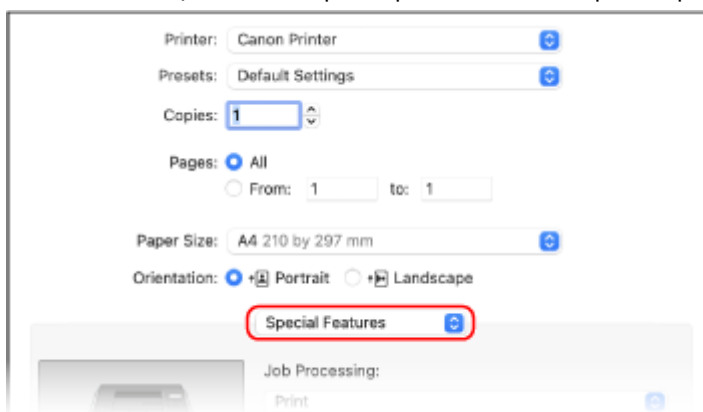 Printer: Canon Printer
Presets: Default Settings
Copies: 1
Pages: All
From: 1 to: 1
Paper Size: A4 210 by 297 mm
Orientation: Portrait Landscape
Special Features
Job Processing:
Print